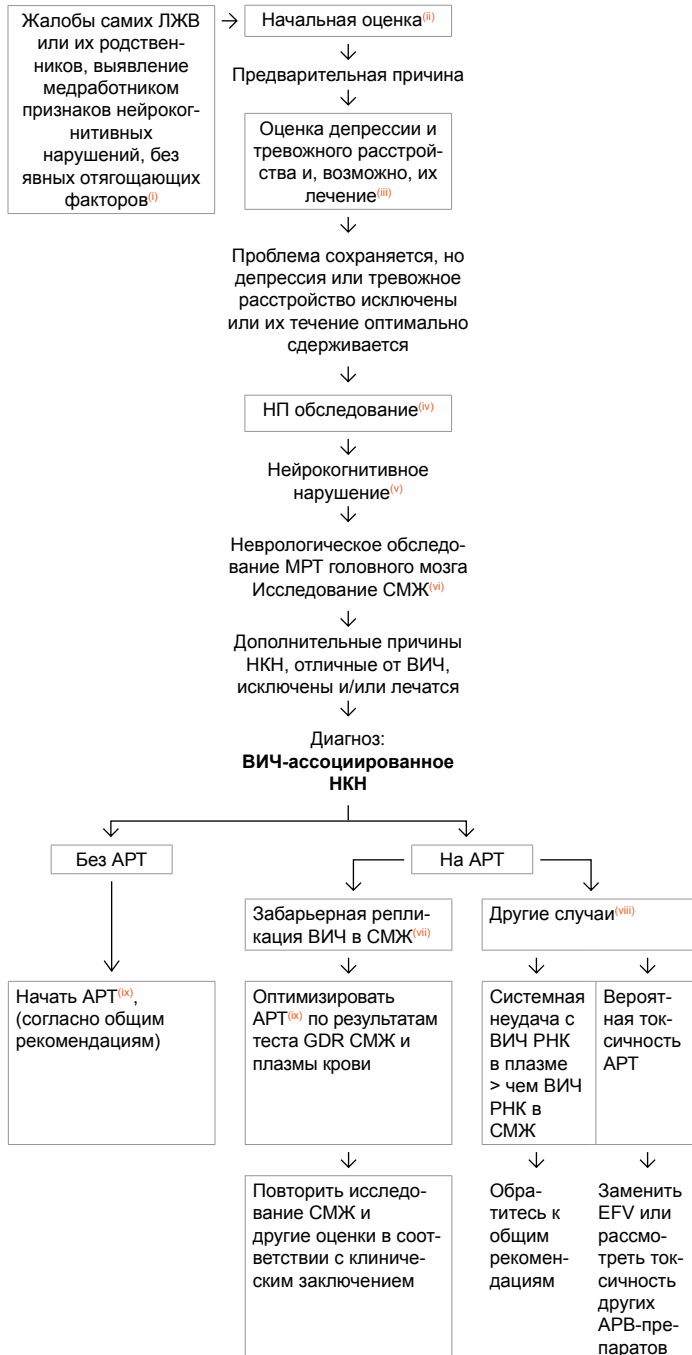 Жалобы самих ЛЖВ
или их родствен-
ников, выявление
медработником
признаков нейроког-
нитивных
нарушений, без
явных отягощающих
факторов(i)
Начальная оценка(ii)
Предварительная причина
Оценка депрессии и
тревожного расстрой-
ства и, возможно, их
лечение(iii)
Проблема сохраняется, но
депрессия или тревожное
расстройство исключены
или их течение оптимально
сдерживается
НП обследование(iv)
Нейрокогнитивное
нарушение(v)
Неврологическое обследо-
вание МРТ головного мозга
Исследование СМЖ(vi)
Дополнительные причины
НКН, отличные от ВИЧ,
исключены и/или лечатся
Диагноз:
ВИЧ-ассоциированное
НКН
Без АРТ
На АРТ
Забарьерная репли-
кация ВИЧ в СМЖ(vii)
Другие случаи(viii)
Начать АРТ(ix),
(согласно общим
рекомендациям)
Оптимизировать
АРТ(ix) по результатам
теста GDR СМЖ и
плазмы крови
Системная
неудача с
ВИЧ РНК
в плазме
> чем ВИЧ
РНК в
СМЖ
Вероят-
ная ток-
сичность
АРТ
Повторить исследо-
вание СМЖ и
другие оценки в соот-
ветствии с клиниче-
ским заключением
Обра-
титесь к
общим
рекомен-
дациям
Заменить
EFV или
рассмо-
треть ток-
сичность
других
АРВ-пре-
паратов